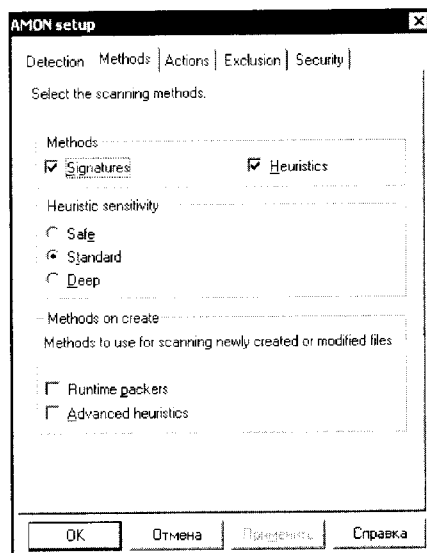 AMON setup
Detection Methods Actions Exclusion Security
Select the scanning methods.
Methods
Signatures Heuristics
Heuristic sensitivity
Safe
Standard
Deep
Methods on create
Methods to use for scanning newly created or modified files
Runtime packers
Advanced heuristics
OK Отмена Применить Справка